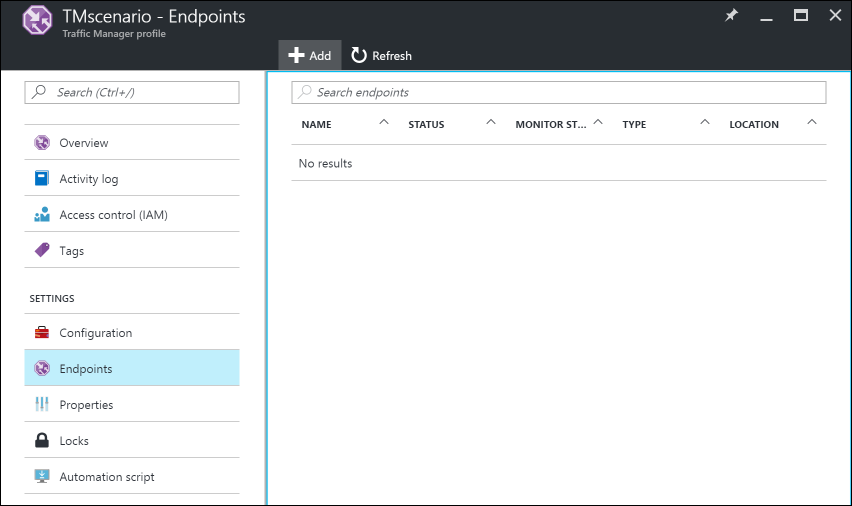 TMscenario - Endpoints
Traffic Manager profile
Add Refresh
Search (Ctrl+/)
Overview
Activity log
Access control (IAM)
Tags
SETTINGS
Configuration
Endpoints
Properties
Locks
Automation script
Search endpoints
NAME STATUS MONITOR ST... TYPE LOCATION
No results